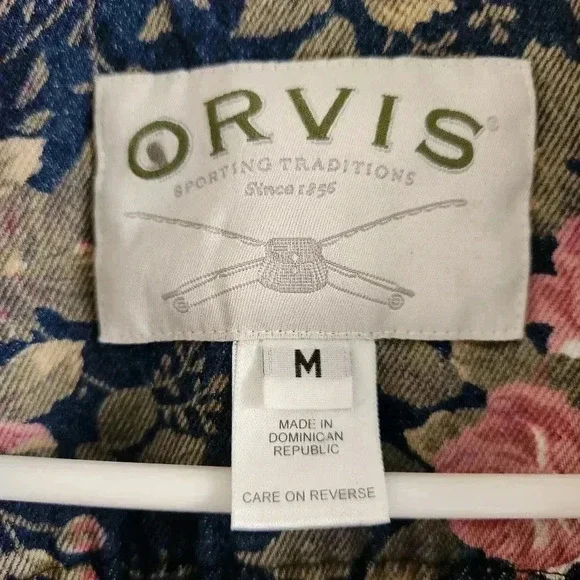 ORVIS®
SPORTING TRADITIONS
Since 1856
M
MADE IN
DOMINICAN
REPUBLIC
CARE ON REVERSE